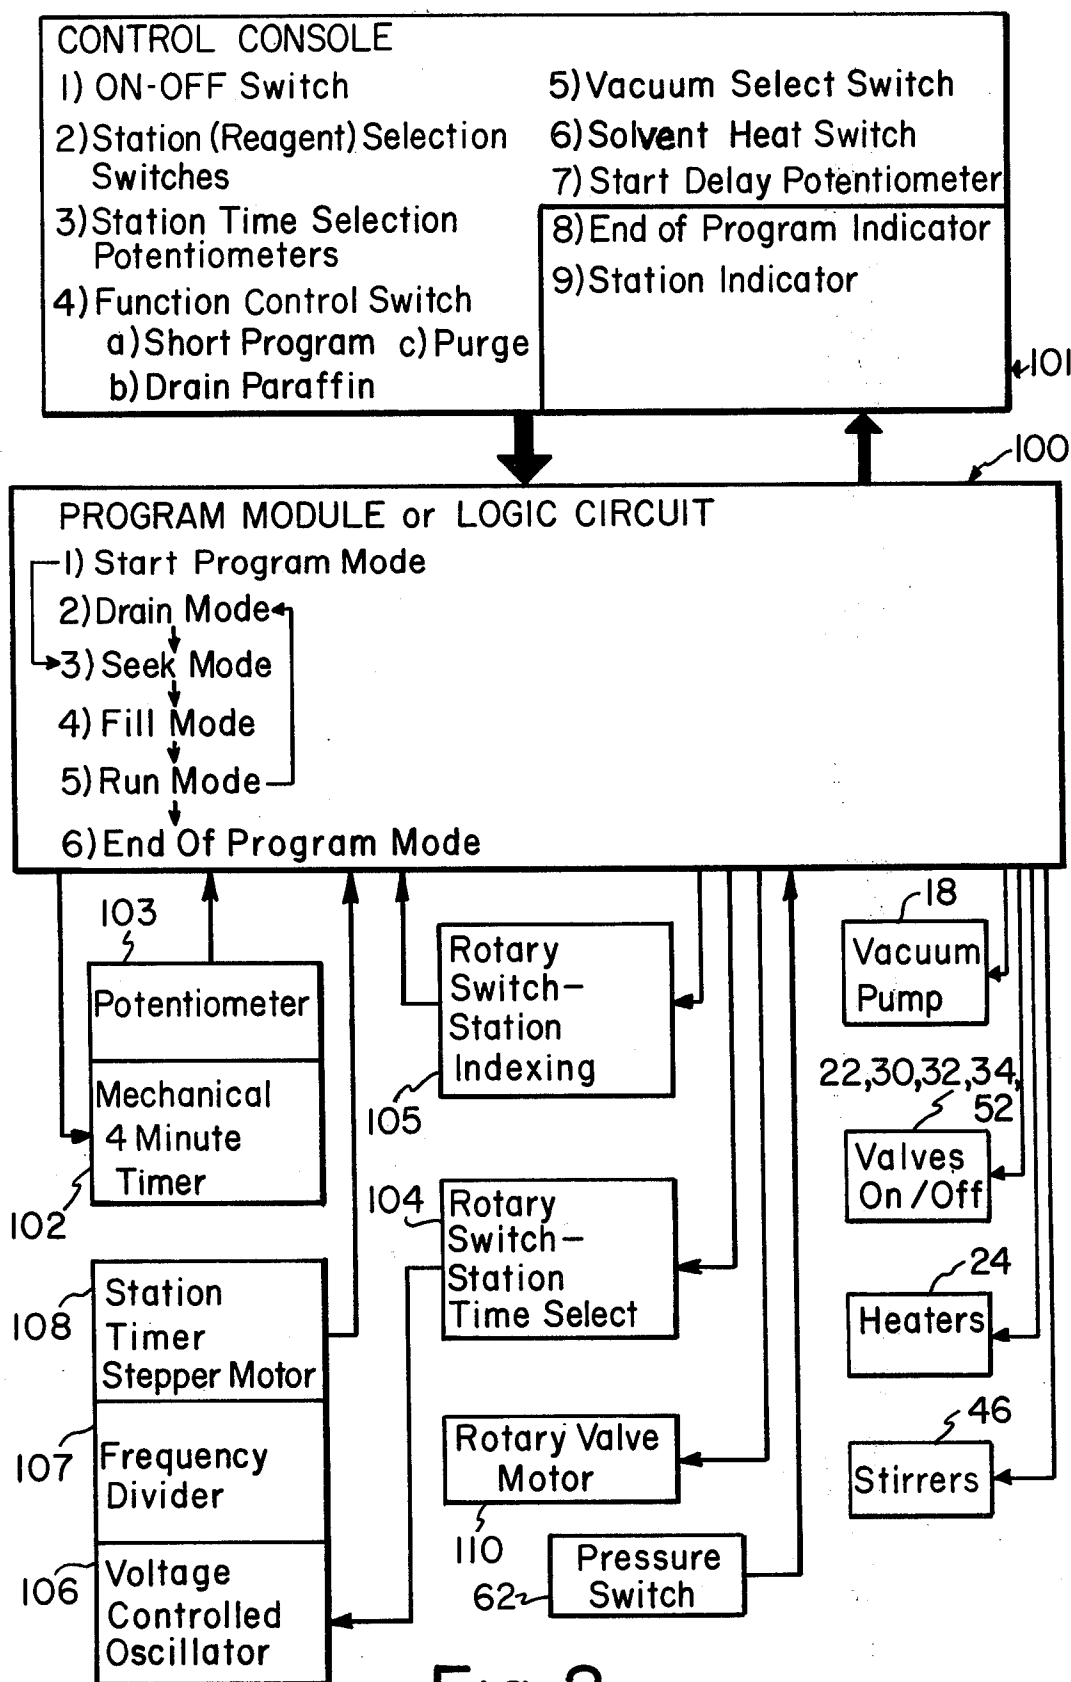 CONTROL CONSOLE
1) ON-OFF Switch
2) Station (Reagent) Selection
Switches
3) Station Time Selection
Potentiometers
4) Function Control Switch
a) Short Program c) Purge
b) Drain Paraffin
5) Vacuum Select Switch
6) Solvent Heat Switch
7) Start Delay Potentiometer
8) End of Program Indicator
9) Station Indicator
101
100
PROGRAM MODULE or LOGIC CIRCUIT
1) Start Program Mode
2) Drain Mode
3) Seek Mode
4) Fill Mode
5) Run Mode
6) End Of Program Mode
103
Potentiometer
Mechanical
4 Minute
Timer
102
108
Station
Timer
Stepper Motor
107
Frequency
Divider
106
Voltage
Controlled
Oscillator
Rotary
Switch-
Station
Indexing
105
104
Rotary
Switch-
Station
Time Select
Rotary Valve
Motor
110
Pressure
Switch
62
18
Vacuum
Pump
22,30,32,34,
52
Valves
On/Off
24
Heaters
46
Stirrers